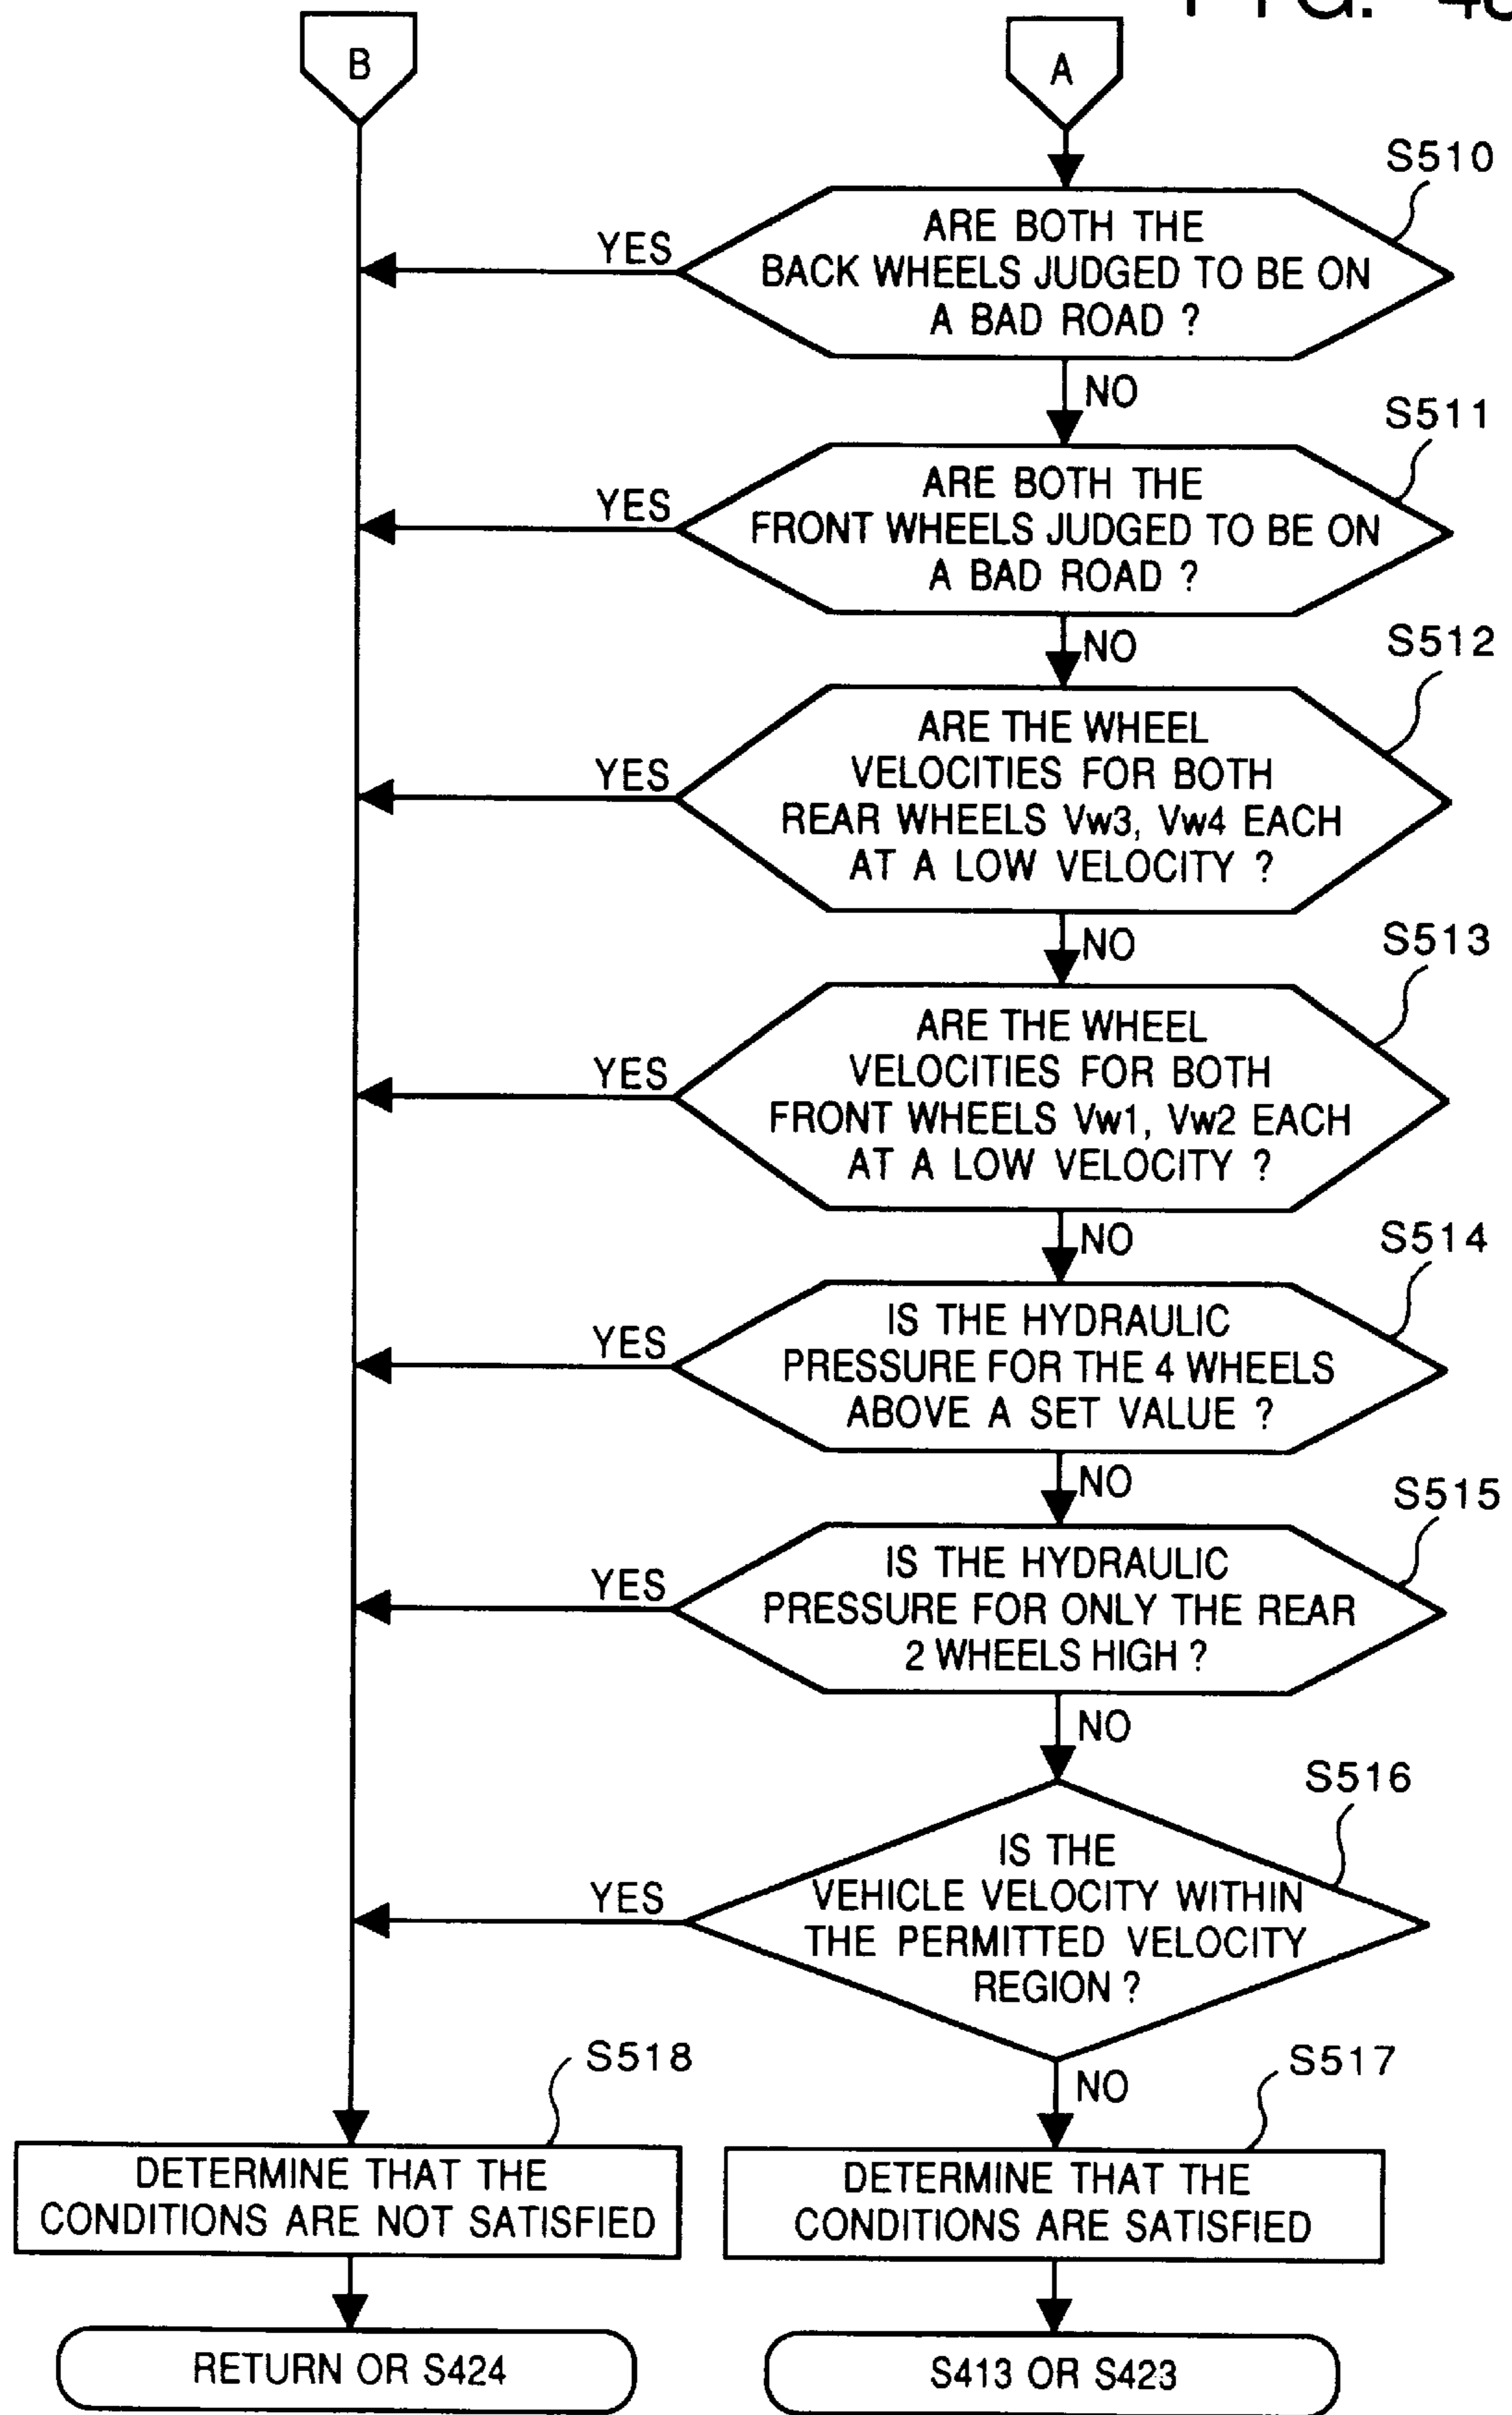 FIG.
B
A
S510
ARE BOTH THE
BACK WHEELS JUDGED TO BE ON
A BAD ROAD ?
YES
NO
S511
ARE BOTH THE
FRONT WHEELS JUDGED TO BE ON
A BAD ROAD ?
YES
NO
S512
ARE THE WHEEL
VELOCITIES FOR BOTH
REAR WHEELS Vw3, Vw4 EACH
AT A LOW VELOCITY ?
YES
NO
S513
ARE THE WHEEL
VELOCITIES FOR BOTH
FRONT WHEELS Vw1, Vw2 EACH
AT A LOW VELOCITY ?
YES
NO
S514
IS THE HYDRAULIC
PRESSURE FOR THE 4 WHEELS
ABOVE A SET VALUE ?
YES
NO
S515
IS THE HYDRAULIC
PRESSURE FOR ONLY THE REAR
2 WHEELS HIGH ?
YES
NO
S516
IS THE
VEHICLE VELOCITY WITHIN
THE PERMITTED VELOCITY
REGION ?
YES
NO
S518
DETERMINE THAT THE
CONDITIONS ARE NOT SATISFIED
S517
DETERMINE THAT THE
CONDITIONS ARE SATISFIED
RETURN OR S424
S413 OR S423